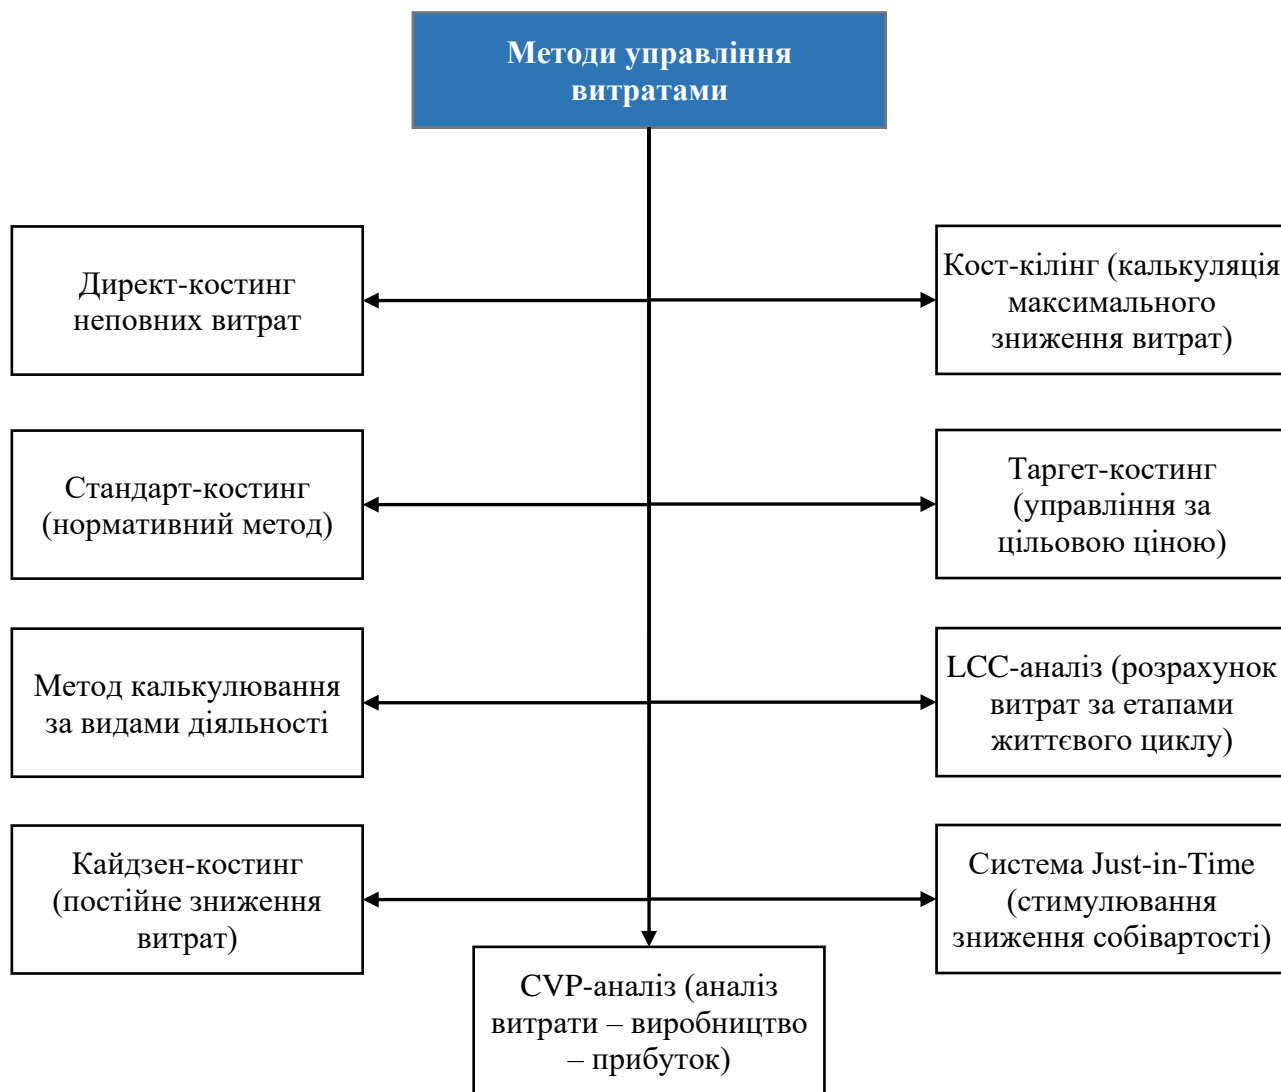 Методи управління
витратами
Директ-костинг
неповних витрат
Кост-кілінг (калькуляція
максимального
зниження витрат)
Стандарт-костинг
(нормативний метод)
Таргет-костинг
(управління за
цільовою ціною)
Метод калькулювання
за видами діяльності
LCC-аналіз (розрахунок
витрат за етапами
життєвого циклу)
Кайдзен-костинг
(постійне зниження
витрат)
Система Just-in-Time
(стимулювання
зниження собівартості)
CVP-аналіз (аналіз
витрати – виробництво
– прибуток)